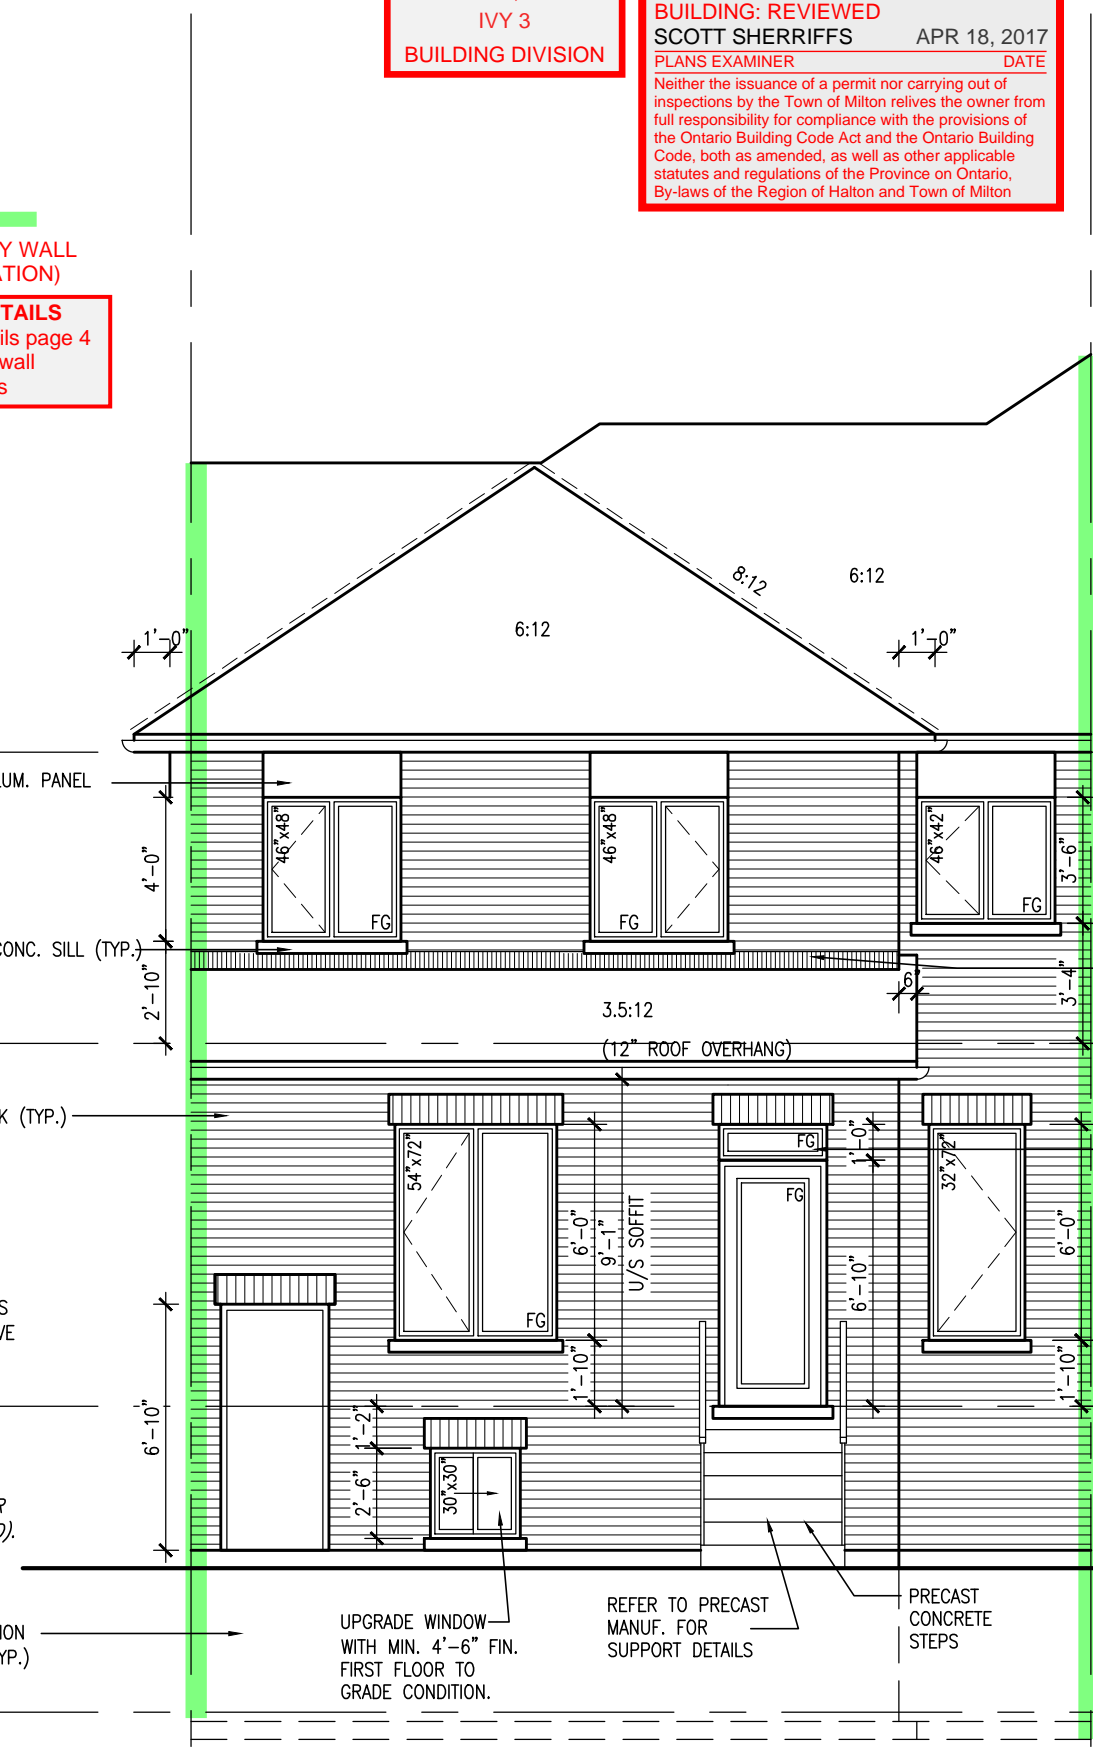 IVY 3
BUILDING DIVISION
BUILDING: REVIEWED
SCOTT SHERRIFFS APR 18, 2017
PLANS EXAMINER DATE
Neither the issuance of a permit nor carrying out of
inspections by the Town of Milton relives the owner from
full responsibility for compliance with the provisions of
the Ontario Building Code Act and the Ontario Building
Code, both as amended, as well as other applicable
statutes and regulations of the Province on Ontario,
By-laws of the Region of Halton and Town of Milton
Y WALL
ATION)
TAILS
ils page 4
wall
s
8:12
6:12
6:12
1'-0"
1'-0"
LUM. PANEL
46"x48"
FG
46"x48"
FG
46"x42"
FG
4'-0"
3'-6"
CONC. SILL (TYP.)
2'-10"
6"
3'-4"
3.5:12
(12" ROOF OVERHANG)
K (TYP.)
54"x72"
FG
6'-0"
9'-1"
U/S SOFFIT
1'-10"
FG
1'-0"
FG
6'-10"
32"x72"
6'-0"
1'-10"
S
VE
6'-10"
1'-2"
2'-6"
30"x30"
R
)).
ION
YP.)
UPGRADE WINDOW
WITH MIN. 4'-6" FIN.
FIRST FLOOR TO
GRADE CONDITION.
REFER TO PRECAST
MANUF. FOR
SUPPORT DETAILS
PRECAST
CONCRETE
STEPS